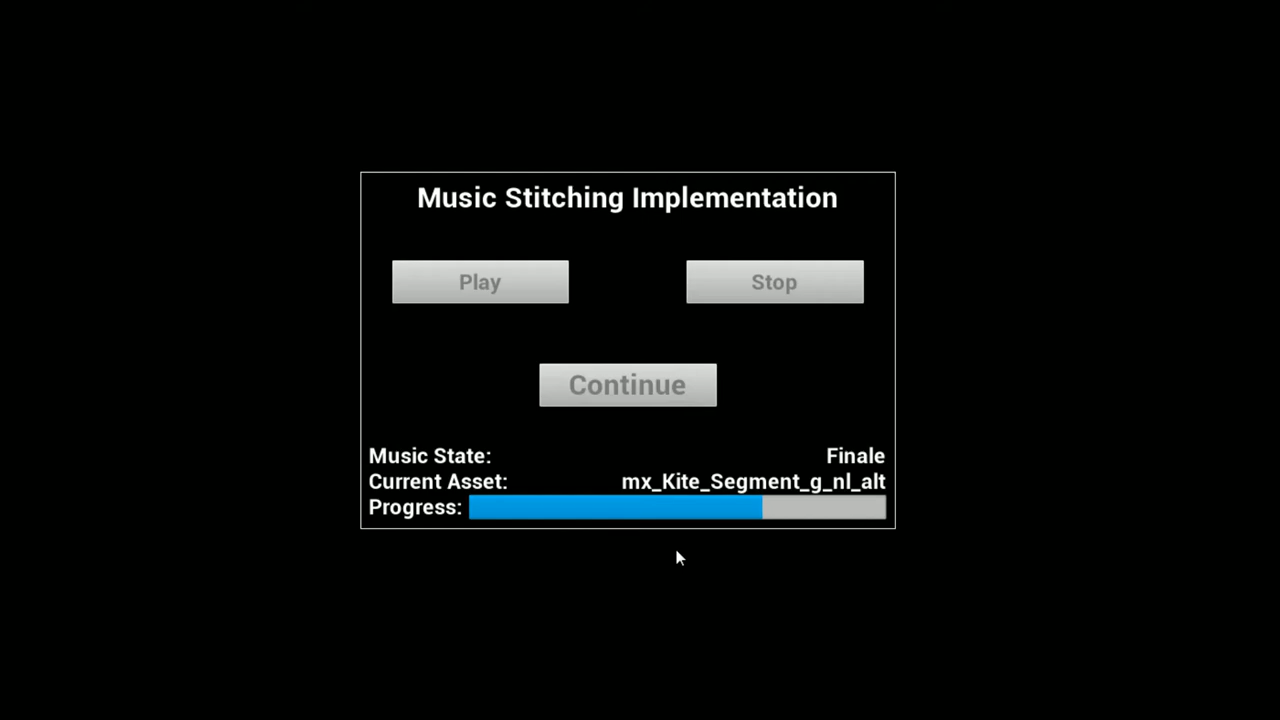 Music Stitching Implementation
Play Stop
Continue
Music State: Finale
Current Asset: mx_Kite_Segment_g_nl_alt
Progress: